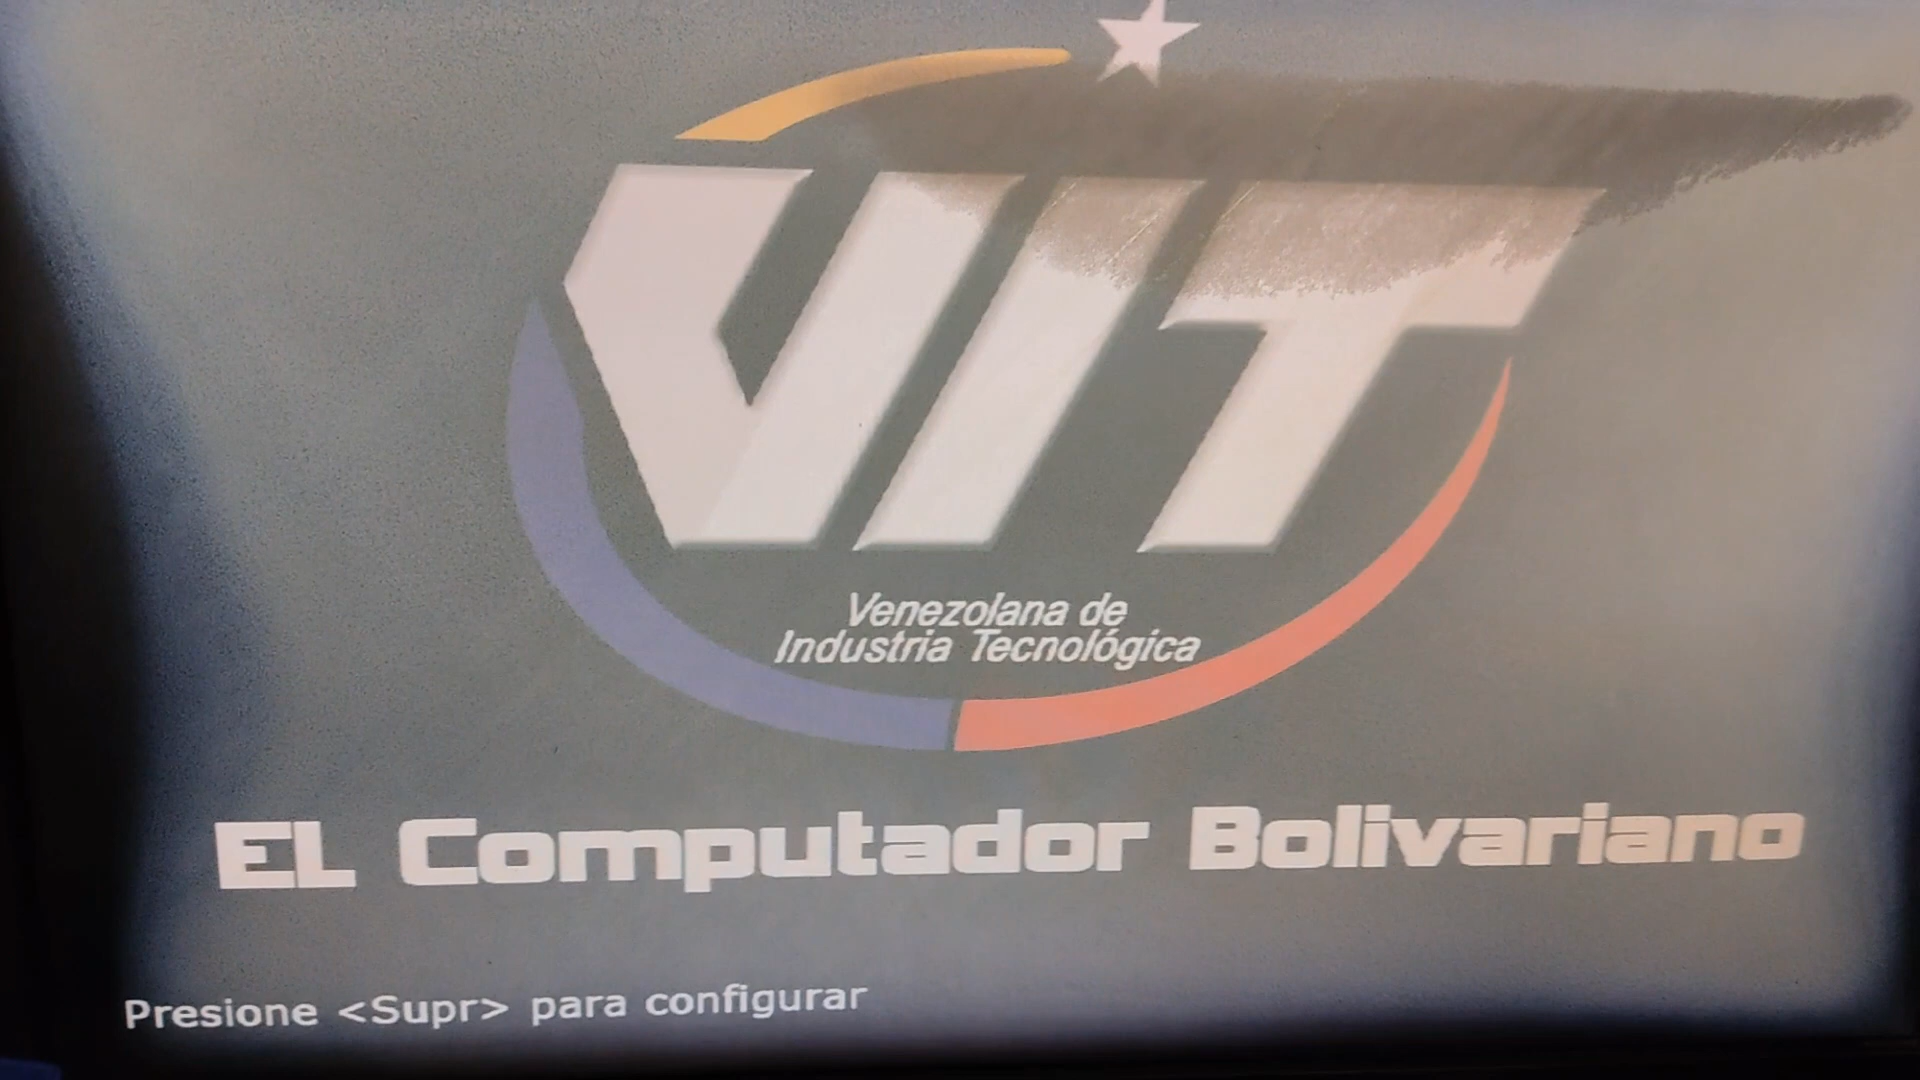 VIT
Venezolana de
Industria Tecnológica
EL Computador Bolivariano
Presione <Supr> para configurar